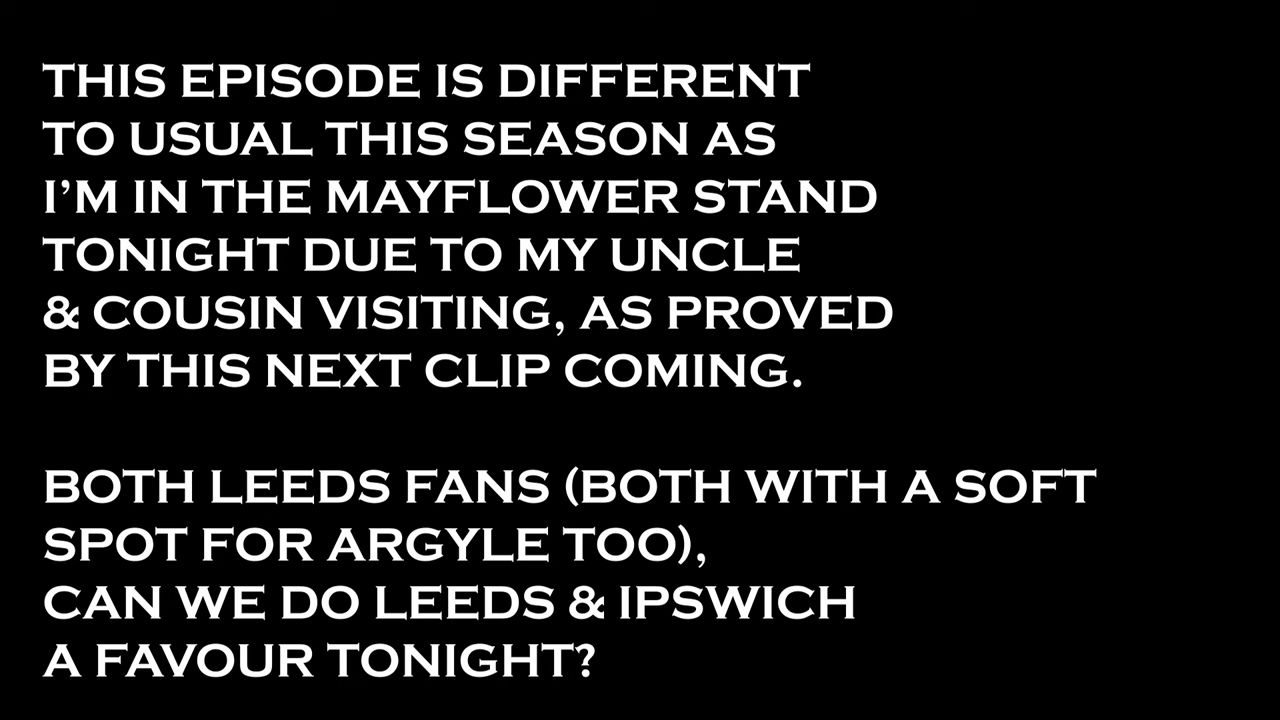 THIS EPISODE IS DIFFERENT
TO USUAL THIS SEASON AS
I’M IN THE MAYFLOWER STAND
TONIGHT DUE TO MY UNCLE
& COUSIN VISITING, AS PROVED
BY THIS NEXT CLIP COMING.
BOTH LEEDS FANS (BOTH WITH A SOFT
SPOT FOR ARGYLE TOO),
CAN WE DO LEEDS & IPSWICH
A FAVOUR TONIGHT?